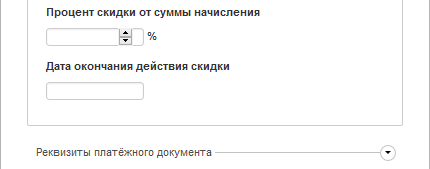 Процент скидки от суммы начисления
%
Дата окончания действия скидки
Реквизиты платёжного документа